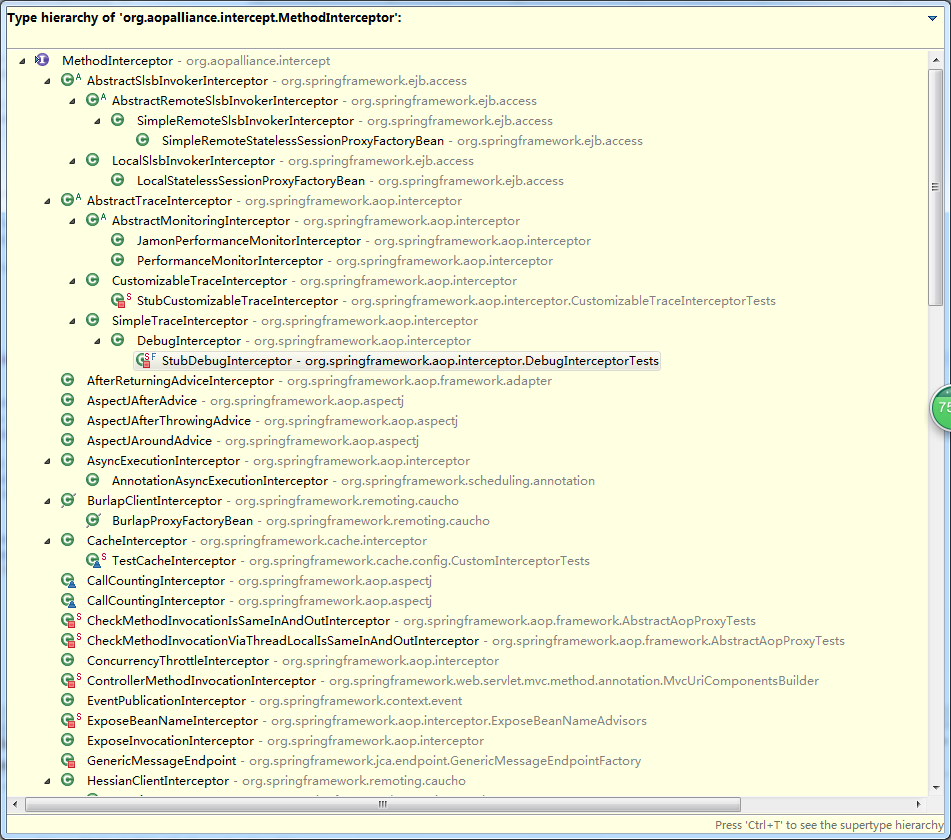 Type hierarchy of 'org.aopalliance.intercept.MethodInterceptor':
MethodInterceptor - org.aopalliance.intercept
AbstractSlsbInvokerInterceptor - org.springframework.ejb.access
AbstractRemoteSlsbInvokerInterceptor - org.springframework.ejb.access
SimpleRemoteSlsbInvokerInterceptor - org.springframework.ejb.access
SimpleRemoteStatelessSessionProxyFactoryBean - org.springframework.ejb.access
LocalSlsbInvokerInterceptor - org.springframework.ejb.access
LocalStatelessSessionProxyFactoryBean - org.springframework.ejb.access
AbstractTraceInterceptor - org.springframework.aop.interceptor
AbstractMonitoringInterceptor - org.springframework.aop.interceptor
JamonPerformanceMonitorInterceptor - org.springframework.aop.interceptor
PerformanceMonitorInterceptor - org.springframework.aop.interceptor
CustomizableTraceInterceptor - org.springframework.aop.interceptor
StubCustomizableTraceInterceptor - org.springframework.aop.interceptor.CustomizableTraceInterceptorTests
SimpleTraceInterceptor - org.springframework.aop.interceptor
DebugInterceptor - org.springframework.aop.interceptor
StubDebugInterceptor - org.springframework.aop.interceptor.DebugInterceptorTests
AfterReturningAdviceInterceptor - org.springframework.aop.framework.adapter
AspectJAfterAdvice - org.springframework.aop.aspectj
AspectJAfterThrowingAdvice - org.springframework.aop.aspectj
AspectJAroundAdvice - org.springframework.aop.aspectj
AsyncExecutionInterceptor - org.springframework.aop.interceptor
AnnotationAsyncExecutionInterceptor - org.springframework.scheduling.annotation
BurlapClientInterceptor - org.springframework.remoting.caucho
BurlapProxyFactoryBean - org.springframework.remoting.caucho
CacheInterceptor - org.springframework.cache.interceptor
TestCacheInterceptor - org.springframework.cache.config.CustomInterceptorTests
CallCountingInterceptor - org.springframework.aop.aspectj
CallCountingInterceptor - org.springframework.aop.aspectj
CheckMethodInvocationIsSameInAndOutInterceptor - org.springframework.aop.framework.AbstractAopProxyTests
CheckMethodInvocationViaThreadLocalIsSameInAndOutInterceptor - org.springframework.aop.framework.AbstractAopProxyTests
ConcurrencyThrottleInterceptor - org.springframework.aop.interceptor
ControllerMethodInvocationInterceptor - org.springframework.web.servlet.mvc.method.annotation.MvcUriComponentsBuilder
EventPublicationInterceptor - org.springframework.context.event
ExposeBeanNameInterceptor - org.springframework.aop.interceptor.ExposeBeanNameAdvisors
ExposeInvocationInterceptor - org.springframework.aop.interceptor
GenericMessageEndpoint - org.springframework.jca.endpoint.GenericMessageEndpointFactory
HessianClientInterceptor - org.springframework.remoting.caucho
Press 'Ctrl+T' to see the supertype hierarchy